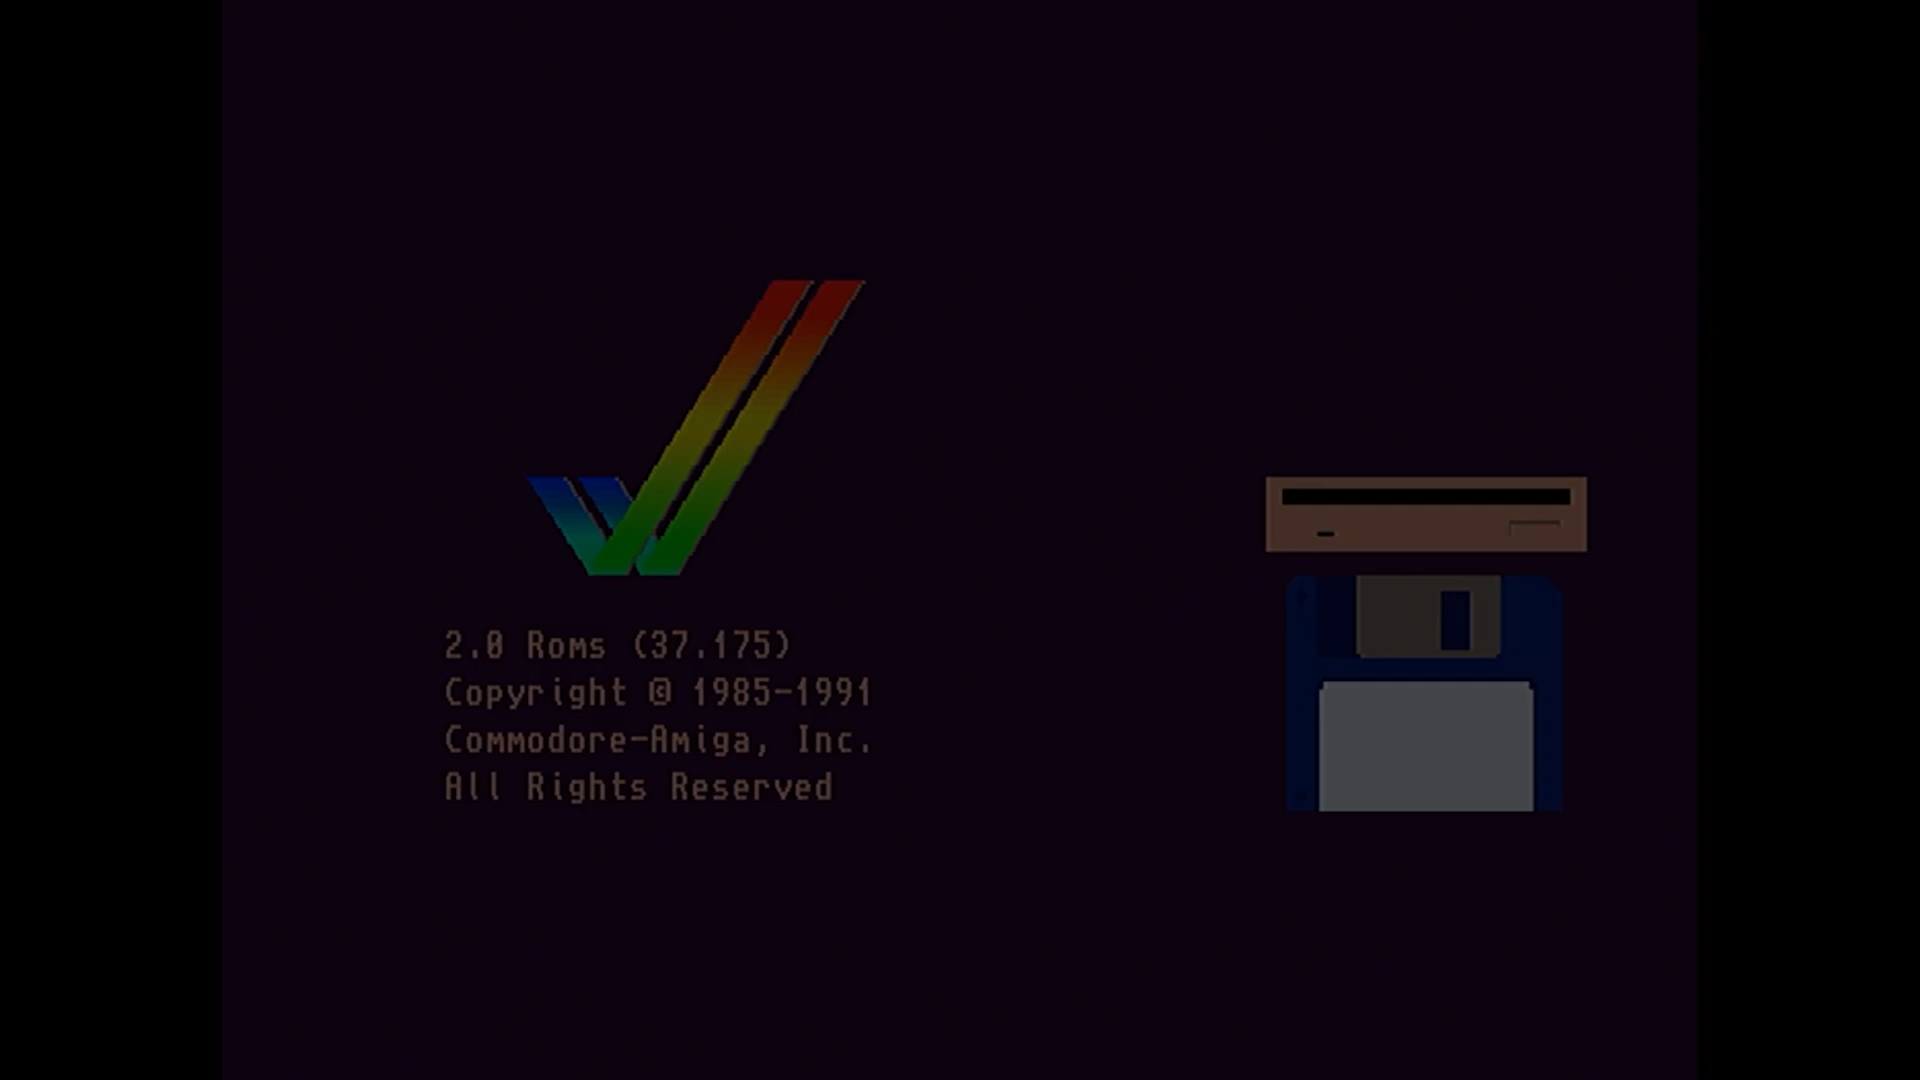 2.0 Roms (37.175)
Copyright © 1985-1991
Commodore-Amiga, Inc.
All Rights Reserved